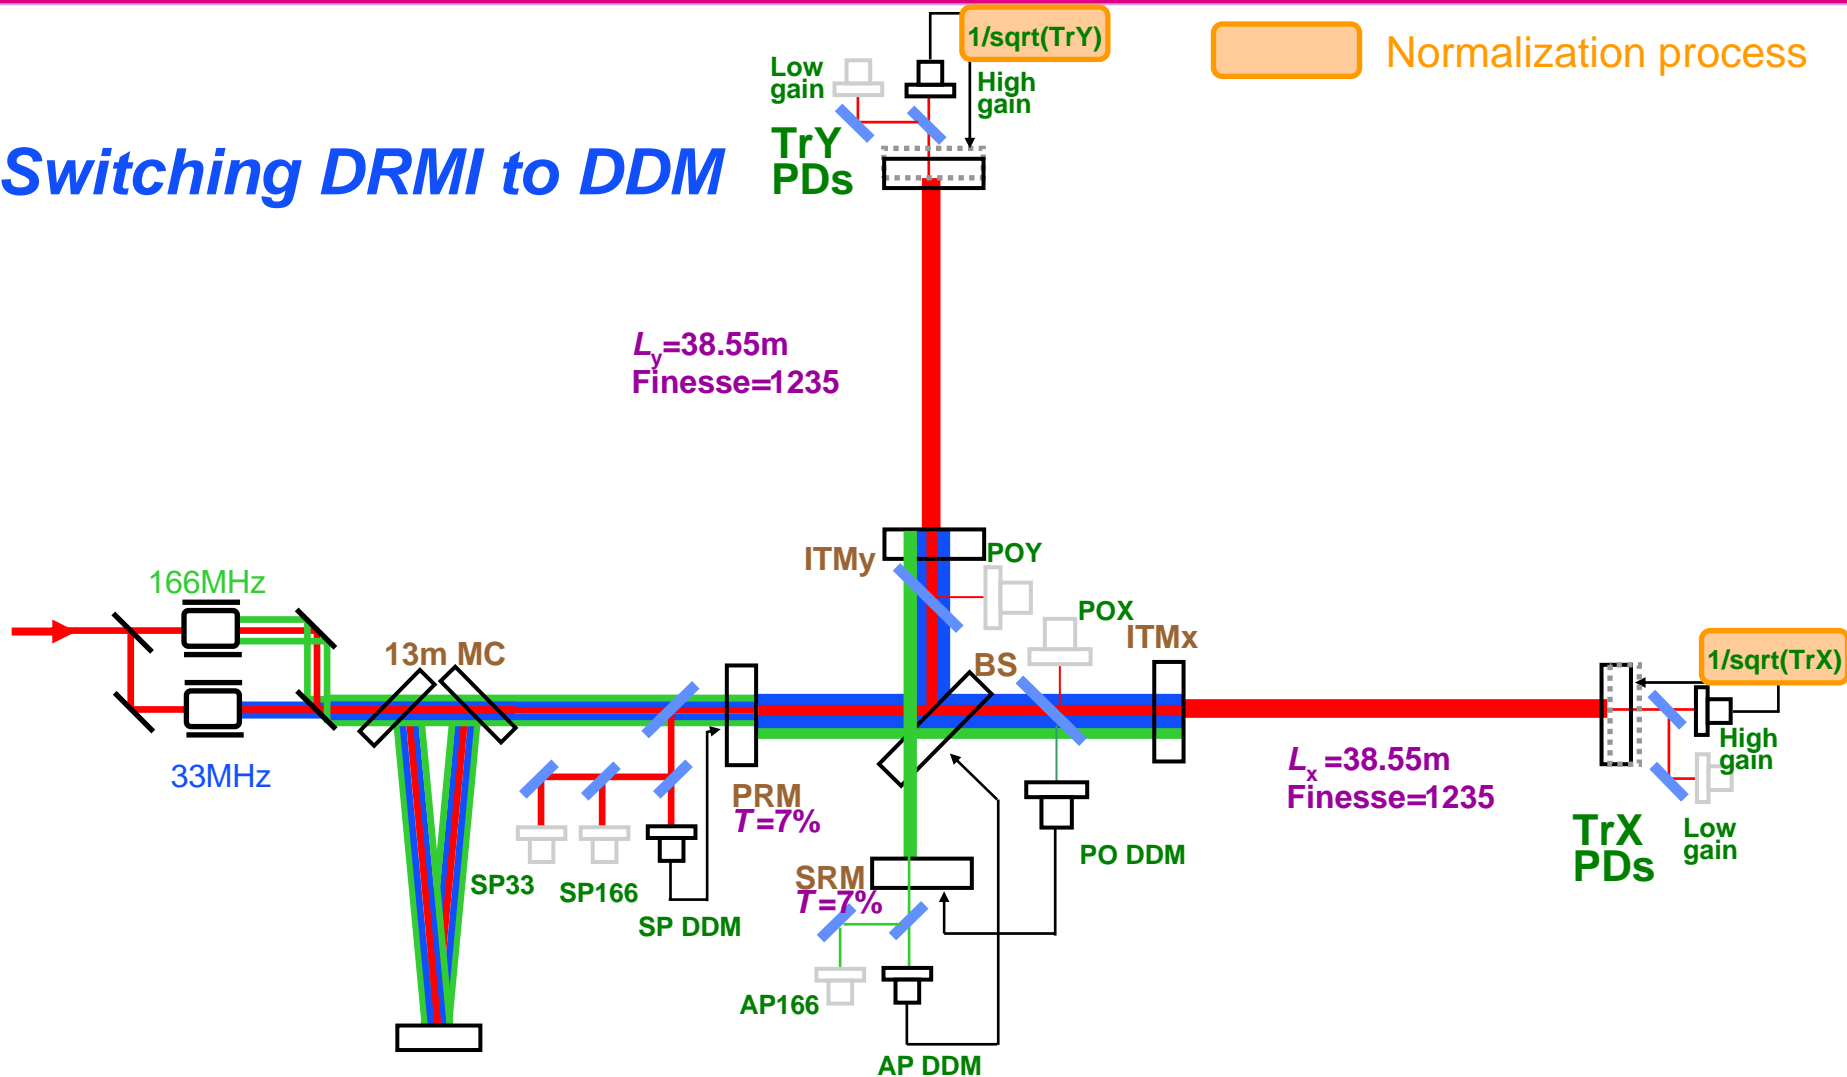 1/sqrt(TrY)
Normalization process
Low
gain
High
gain
TrY
PDs
Switching DRMI to DDM
Ly=38.55m
Finesse=1235
ITMy
POY
166MHz
POX
ITMx
13m MC
BS
1/sqrt(TrX)
33MHz
PRM
T=7%
Lx =38.55m
Finesse=1235
High
gain
TrX
PDs
Low
gain
PO DDM
SP33
SP166
SP DDM
SRM
T=7%
AP166
AP DDM